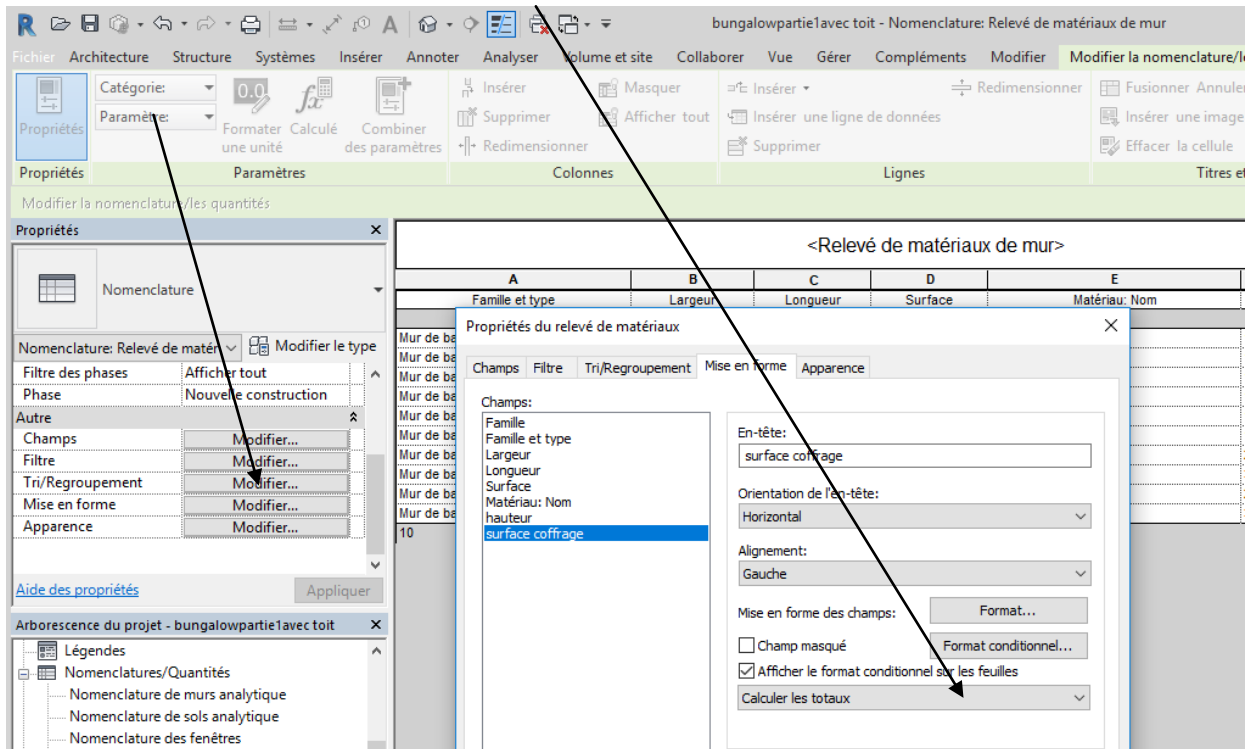 bungalowpartie1avec toit - Nomenclature: Relevé de matériaux de mur
Fichier Architecture Structure Systèmes Insérer Annoter Analyser Volume et site Collaborer Vue Gérer Compléments Modifier Modifier la nomenclature/l
Propriétés
Catégorie:
Paramètre:
0.0
Formater une unité
fx
Calculé
Combiner des paramètres
Insérer Masquer
Supprimer Afficher tout
Redimensionner
Insérer Redimensionner
Insérer une ligne de données
Supprimer
Fusionner Annuler
Insérer une image
Effacer la cellule
Propriétés Paramètres Colonnes Lignes Titres et
Modifier la nomenclature/les quantités
Propriétés
Nomenclature
Nomenclature: Relevé de matér Modifier le type
Filtre des phases Afficher tout
Phase Nouvelle construction
Autre
Champs Modifier...
Filtre Modifier...
Tri/Regroupement Modifier...
Mise en forme Modifier...
Apparence Modifier...
Aide des propriétés Appliquer
Arborescence du projet - bungalowpartie1avec toit
Légendes
Nomenclatures/Quantités
Nomenclature de murs analytique
Nomenclature de sols analytique
Nomenclature des fenêtres
<Relevé de matériaux de mur>
A B C D E
Famille et type Largeur Longueur Surface Matériau: Nom
Mur de ba
Mur de ba
Mur de ba
Mur de ba
Mur de ba
Mur de ba
Mur de ba
Mur de ba
Mur de ba
Mur de ba
10
Propriétés du relevé de matériaux
Champs Filtre Tri/Regroupement Mise en forme Apparence
Champs:
Famille
Famille et type
Largeur
Longueur
Surface
Matériau: Nom
hauteur
surface coffrage
En-tête:
surface coffrage
Orientation de l'en-tête:
Horizontal
Alignement:
Gauche
Mise en forme des champs: Format...
Champ masqué Format conditionnel...
Afficher le format conditionnel sur les feuilles
Calculer les totaux